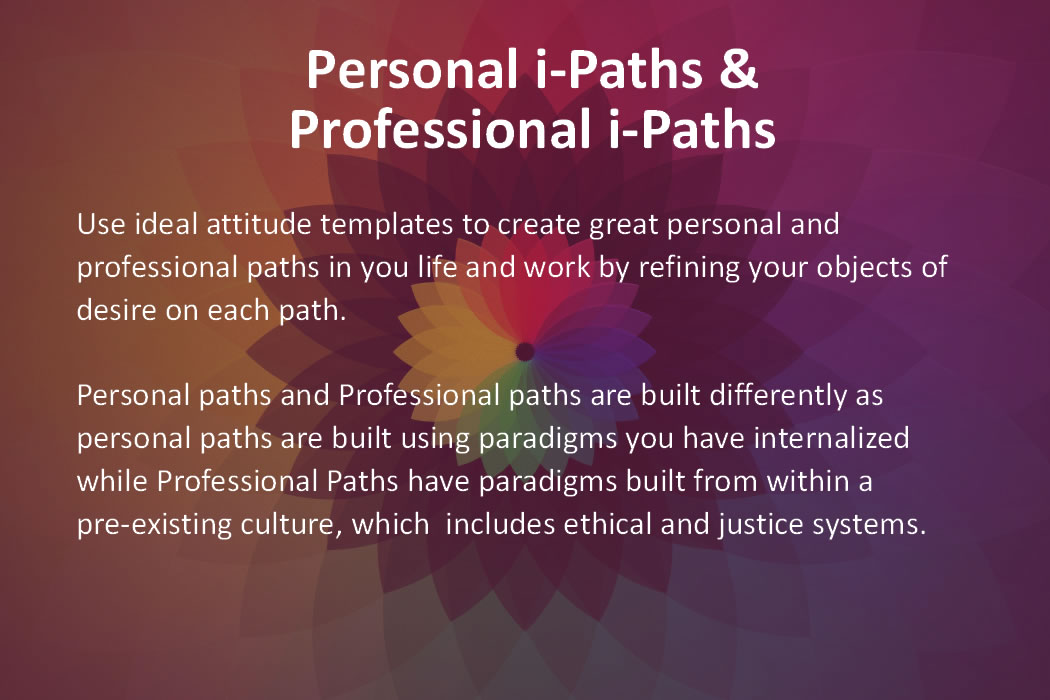 Personal i-Paths &
Professional i-Paths
Use ideal attitude templates to create great personal and
professional paths in you life and work by refining your objects of
desire on each path.
Personal paths and Professional paths are built differently as
personal paths are built using paradigms you have internalized
while Professional Paths have paradigms built from within a
pre-existing culture, which  includes ethical and justice systems.